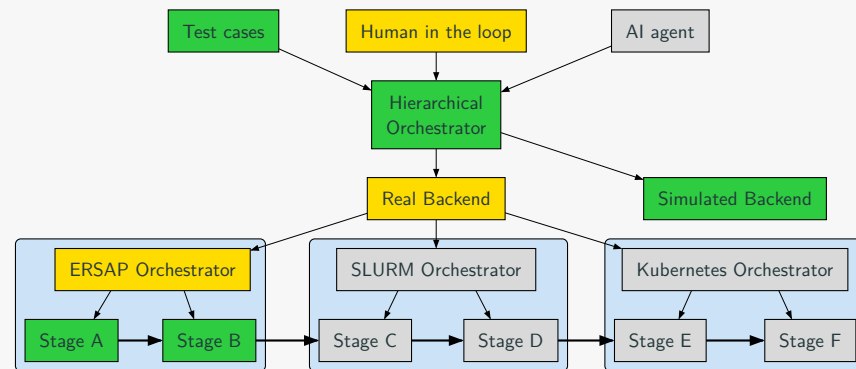 Test cases
Human in the loop
AI agent
Hierarchical
Orchestrator
Real Backend
Simulated Backend
ERSAP Orchestrator
SLURM Orchestrator
Kubernetes Orchestrator
Stage A
Stage B
Stage C
Stage D
Stage E
Stage F